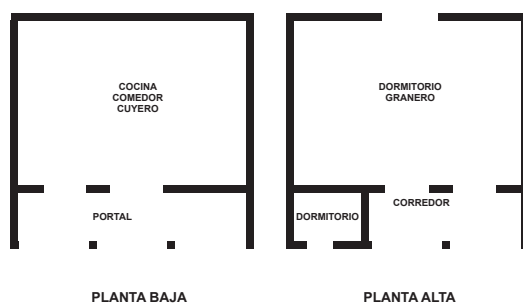 COCINA
COMEDOR
CUYERO
PORTAL
PLANTA BAJA
DORMITORIO
GRANERO
CORREDOR
DORMITORIO
PLANTA ALTA